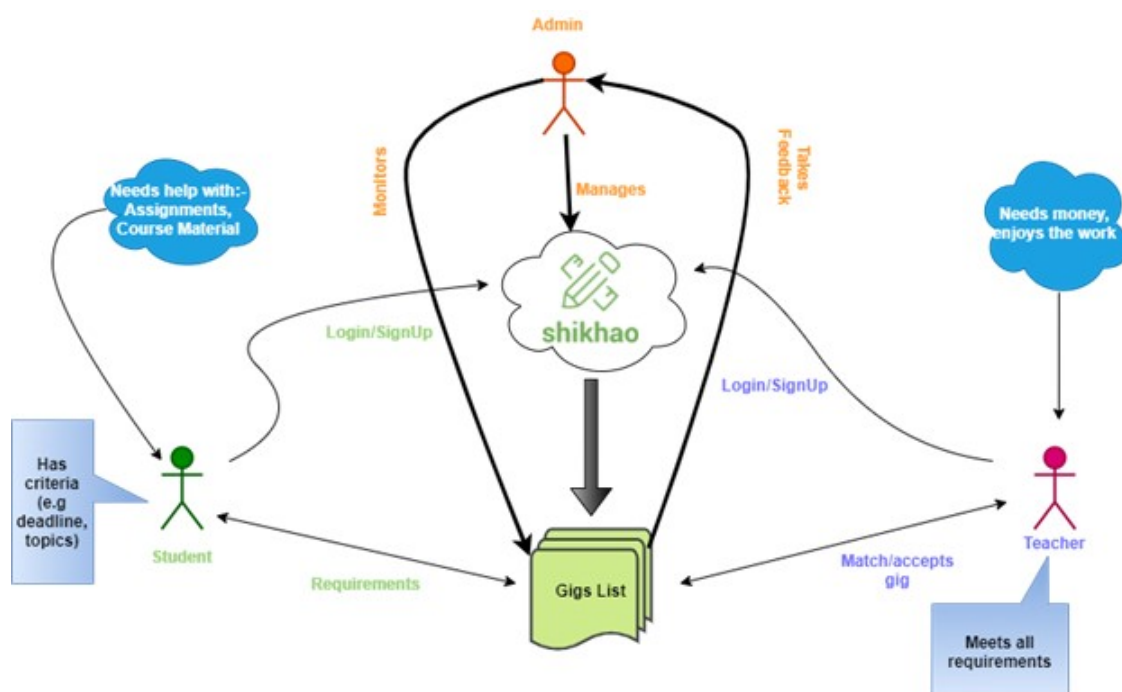 Admin
Monitors
Takes
Feedback
Manages
Needs help with:-
Assignments,
Course Material
Needs money,
enjoys the work
shikhao
Login/SignUp
Login/SignUp
Has
criteria
(e.g
deadline,
topics)
Student
Teacher
Requirements
Gigs List
Match/accepts
gig
Meets all
requirements